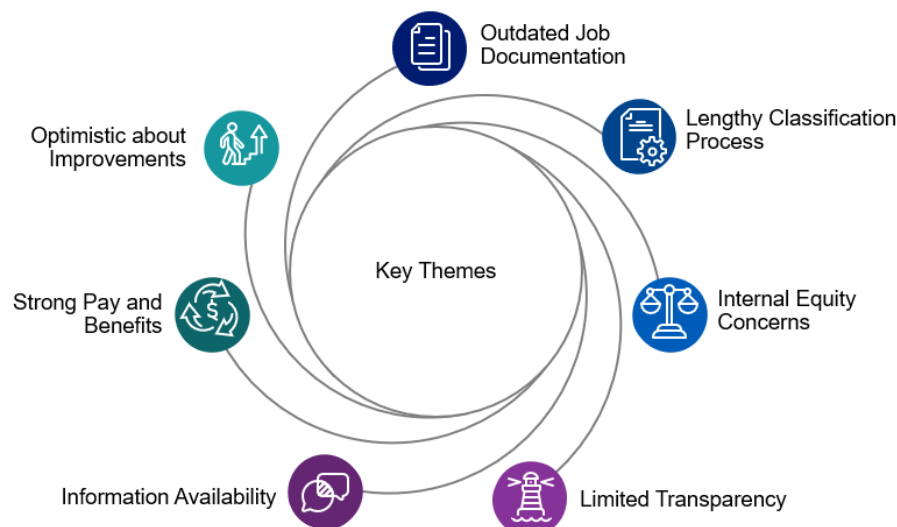 Outdated Job
Documentation
Lengthy Classification
Process
Optimistic about
Improvements
Key Themes
Strong Pay and
Benefits
$
Internal Equity
Concerns
Information Availability
Limited Transparency